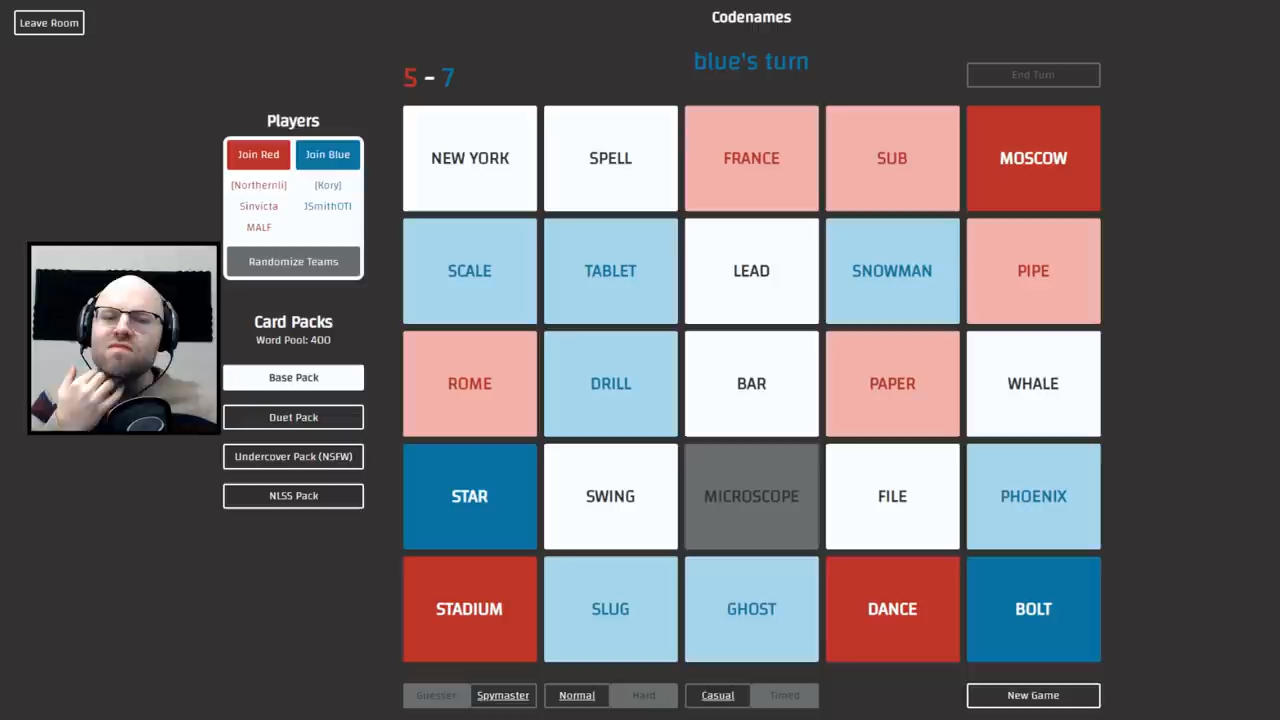 Leave Room
Codenames
5 - 7
blue's turn
End Turn
Players
Join Red
Join Blue
[Northernli]
[Kory]
Sinvicta
JSmithOTI
MALF
Randomize Teams
Card Packs
Word Pool: 400
Base Pack
Duet Pack
Undercover Pack (NSFW)
NLSS Pack
NEW YORK
SPELL
FRANCE
SUB
MOSCOW
SCALE
TABLET
LEAD
SNOWMAN
PIPE
ROME
DRILL
BAR
PAPER
WHALE
STAR
SWING
MICROSCOPE
FILE
PHOENIX
STADIUM
SLUG
GHOST
DANCE
BOLT
Guesser
Spymaster
Normal
Hard
Casual
Timed
New Game